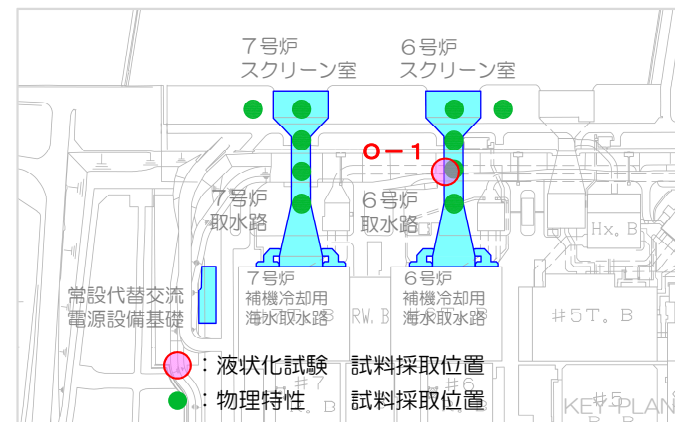 7号炉
スクリーン室
6号炉
スクリーン室
O-1
7号炉
取水路
6号炉
取水路
Hx. B
常設代替交流
電源設備基礎
7号炉
補機冷却用
海水取水路
RW. B
6号炉
補機冷却用
海水取水路
#5T. B
：液状化試験　試料採取位置
：物理特性　　試料採取位置
#7
#6
#5
KEY-PLAN